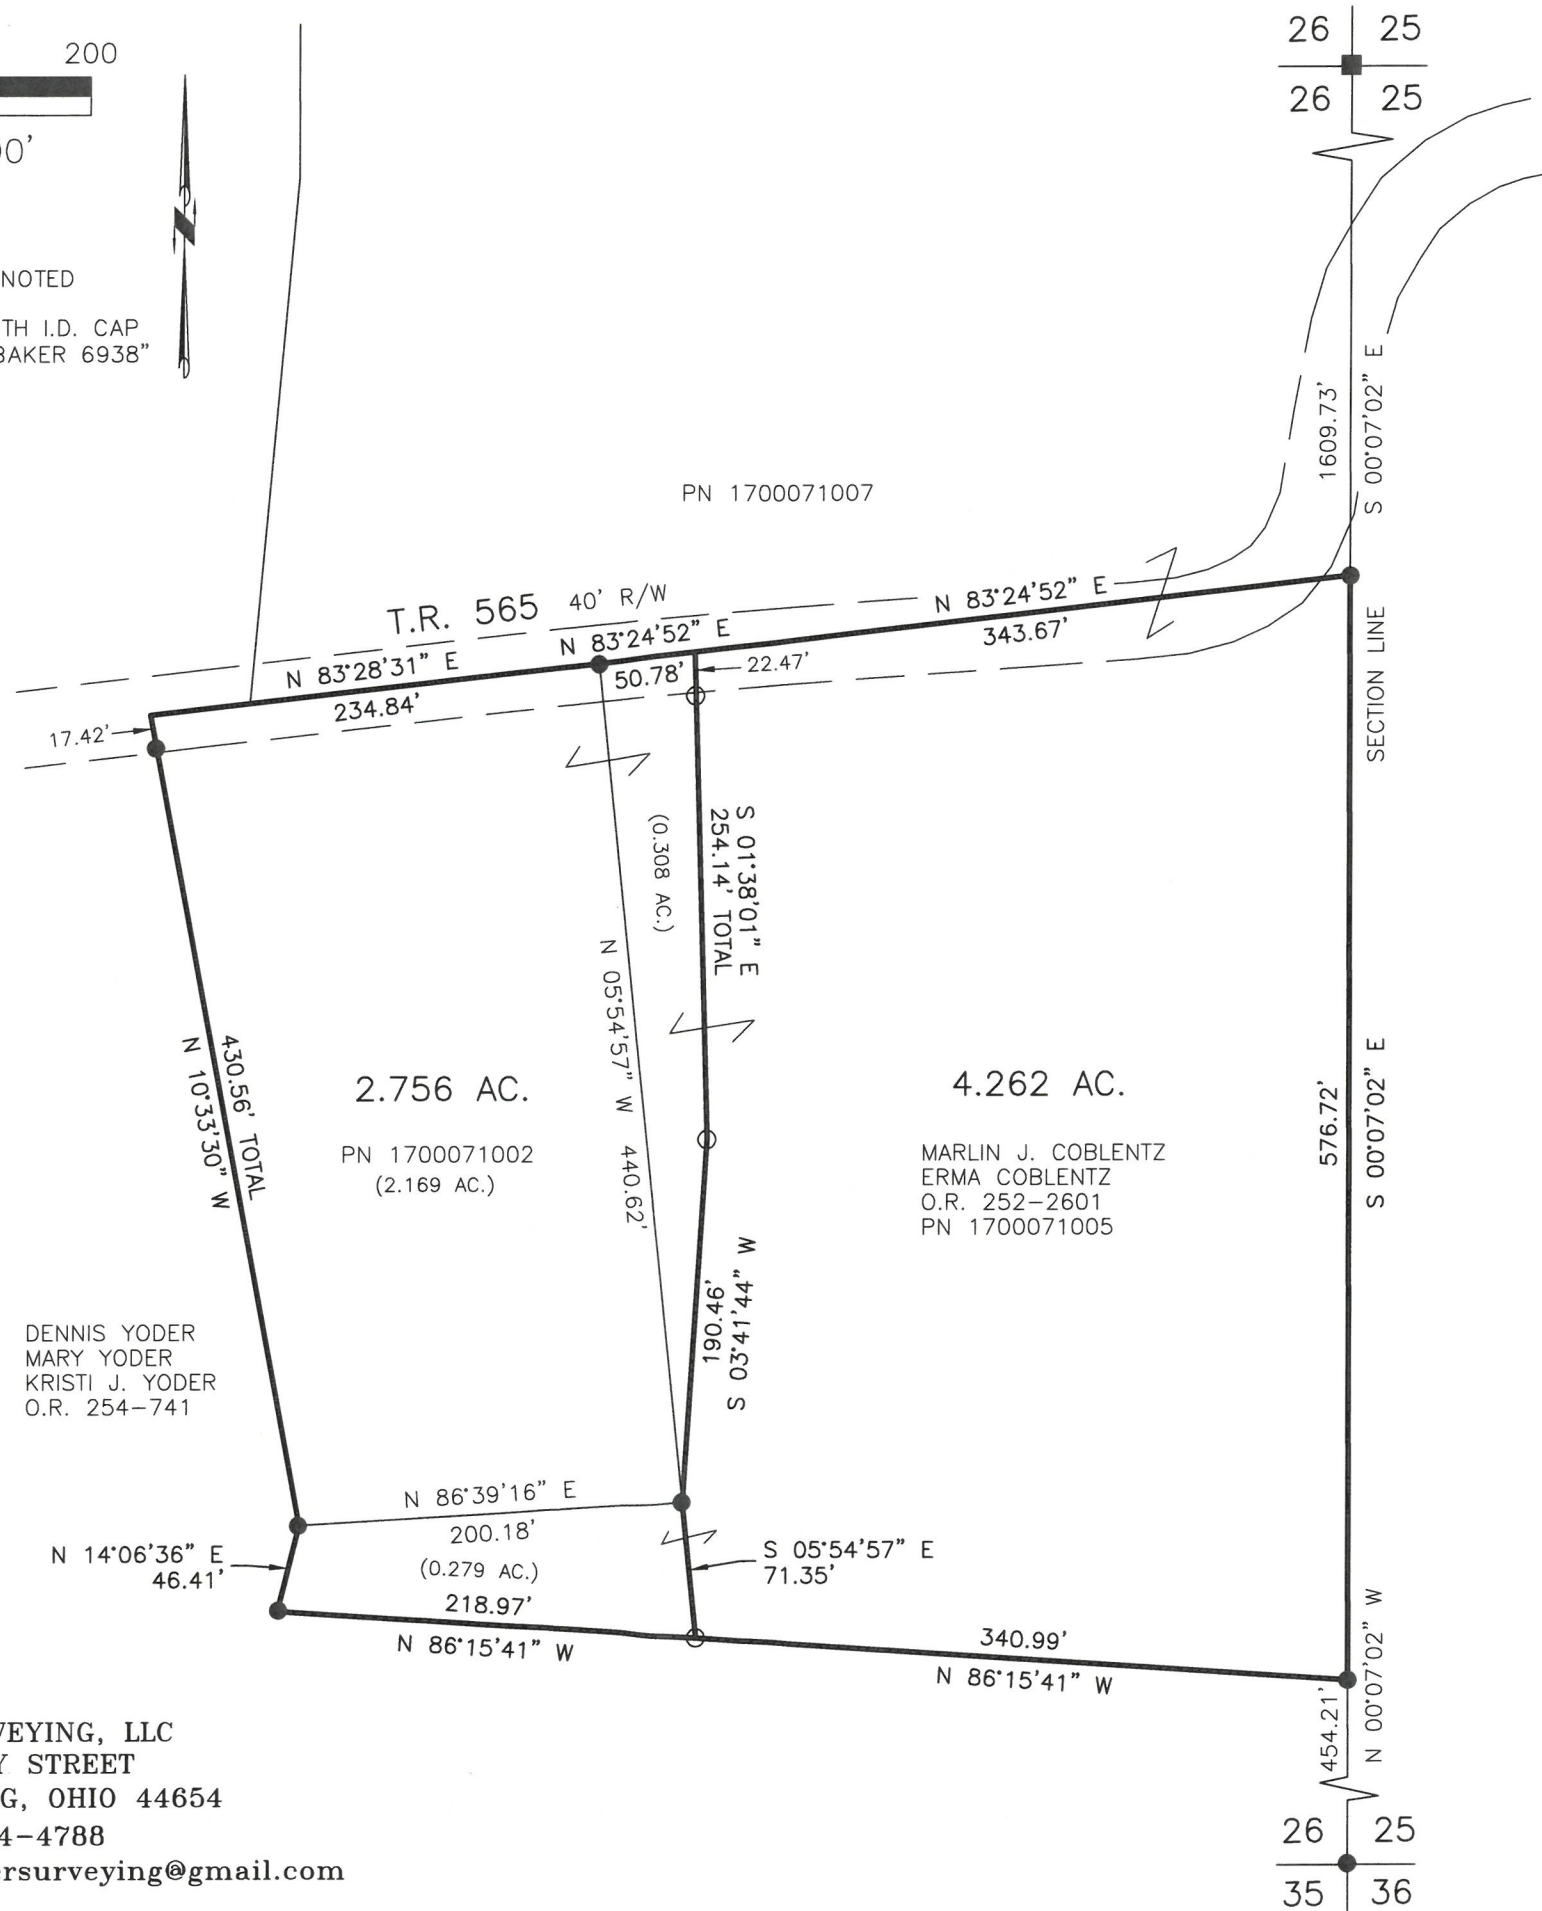 200
00'
26 25
26 25
NOTED
TH I.D. CAP
BAKER 6938"
1609.73'
S 00°07'02" E
PN 1700071007
T.R. 565 40' R/W
N 83°24'52" E
343.67'
N 83°24'52" E
50.78'
22.47'
N 83°28'31" E
234.84'
17.42'
SECTION LINE
(0.308 AC.)
S 01°38'01" E
254.14' TOTAL
N 05°54'57" W 440.62'
430.56' TOTAL
N 10°33'30" W
2.756 AC.
PN 1700071002
(2.169 AC.)
4.262 AC.
MARLIN J. COBLENTZ
ERMA COBLENTZ
O.R. 252-2601
PN 1700071005
576.72'
S 00°07'02" E
S 03°41'44" W
190.46'
DENNIS YODER
MARY YODER
KRISTI J. YODER
O.R. 254-741
N 86°39'16" E
200.18'
(0.279 AC.)
218.97'
N 86°15'41" W
N 14°06'36" E
46.41'
S 05°54'57" E
71.35'
340.99'
N 86°15'41" W
454.21'
N 00°07'02" W
VEYING, LLC
Y STREET
G, OHIO 44654
4-4788
ersurveying@gmail.com
26 25
35 36